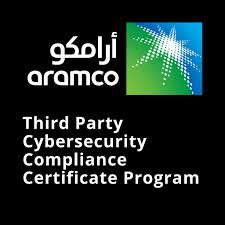 أرامكو
aramco
Third Party
Cybersecurity
Compliance
Certificate Program